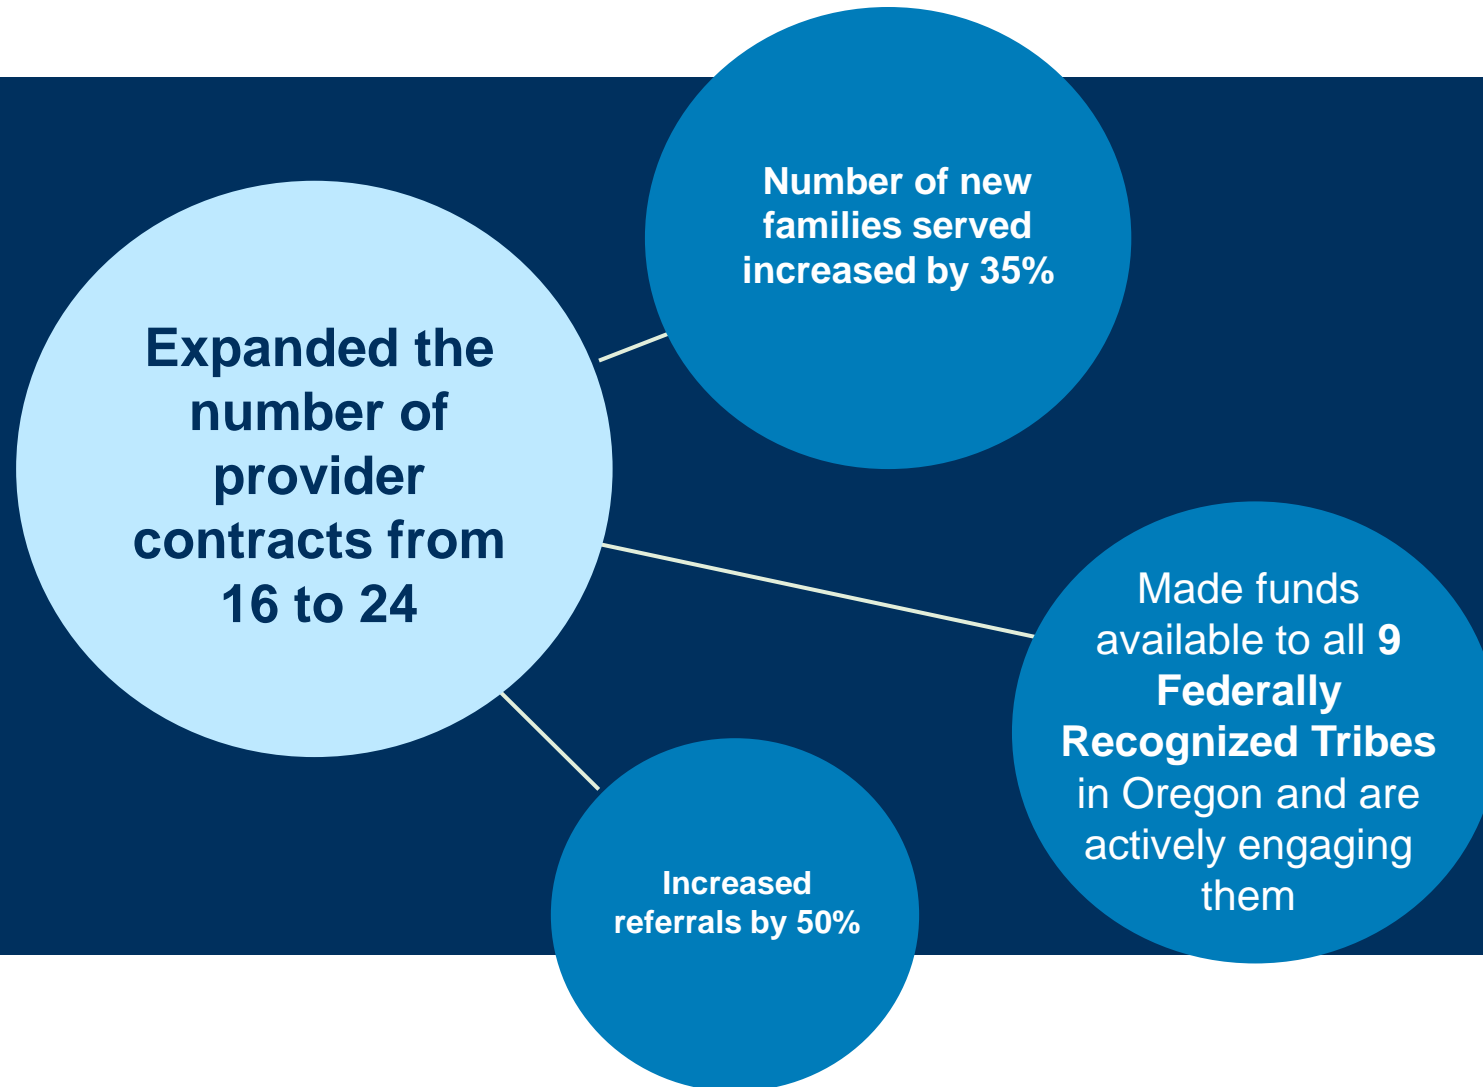 Number of new
families served
increased by 35%
Expanded the
number of
provider
contracts from
16 to 24
Made funds
available to all 9
Federally
Recognized Tribes
in Oregon and are
actively engaging
them
Increased
referrals by 50%